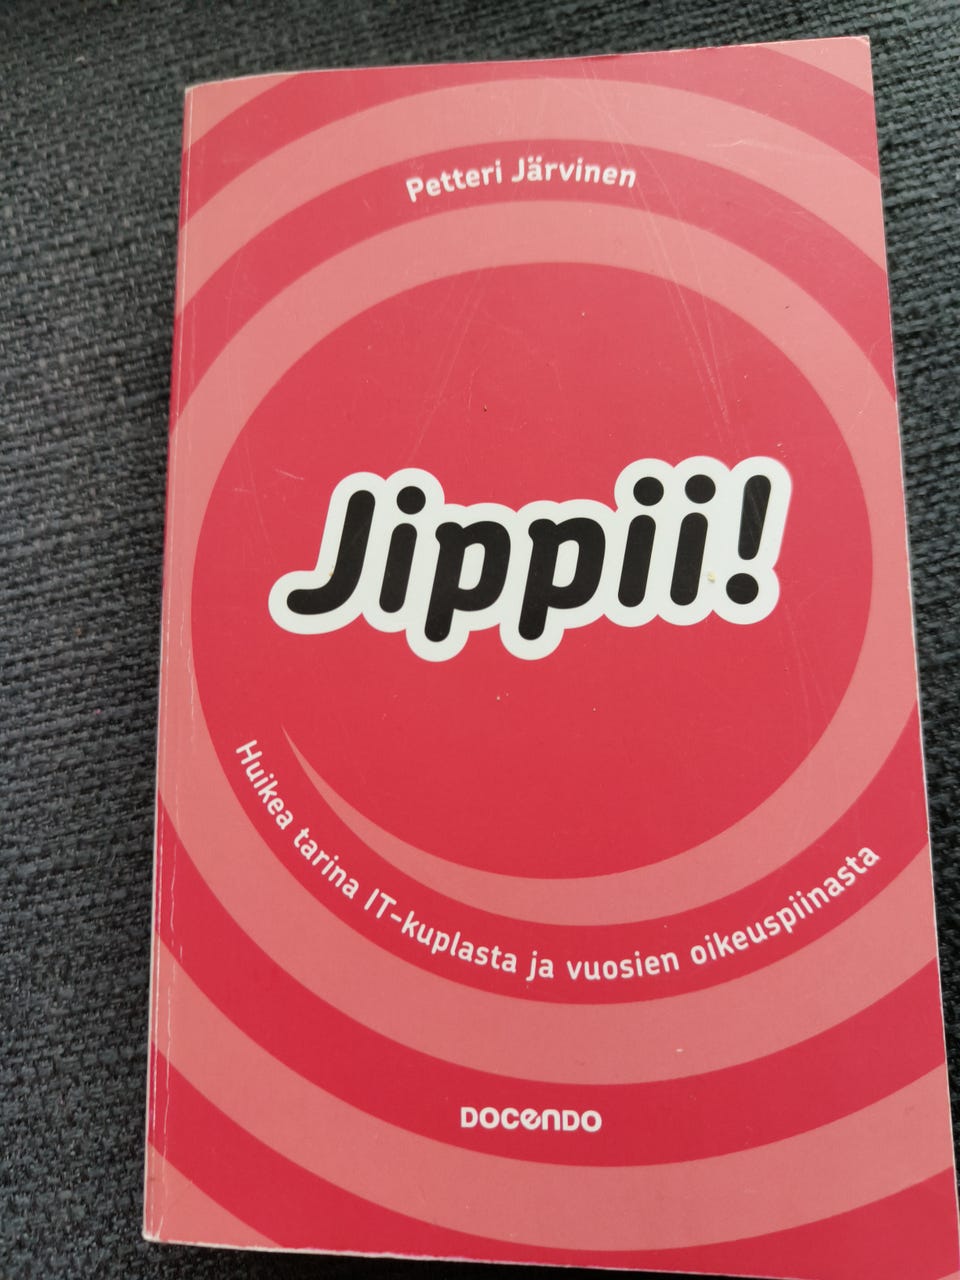 Petteri Järvinen
Jippii!
Huikea tarina IT-kuplasta ja vuosien oikeuspiinasta
DOCENDO